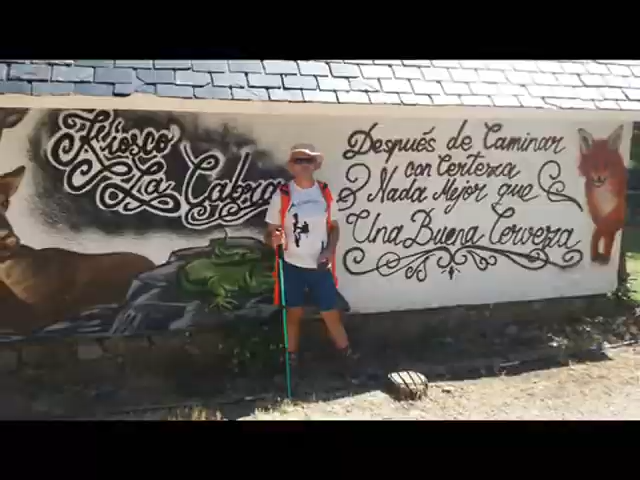 Kiosco
La Cabra
Después de Caminar
con Certeza
Nada Mejor que
Una Buena Cerveza